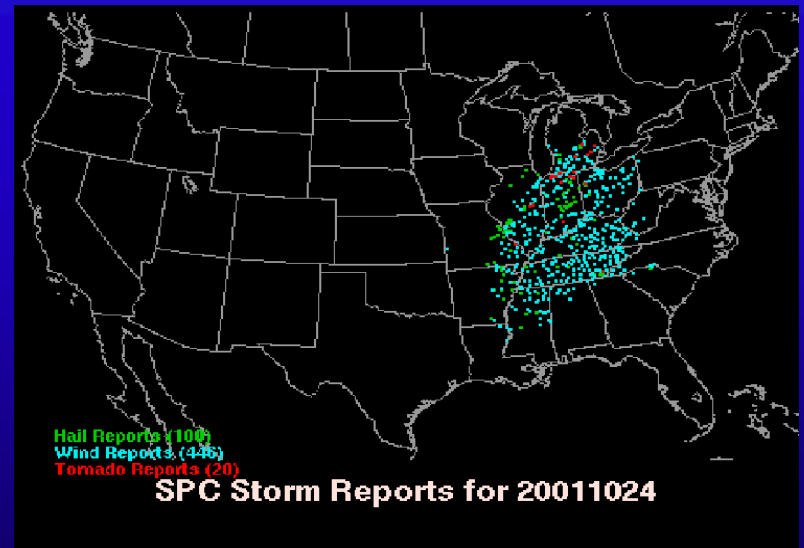 Hail Reports (100)
Wind Reports (446)
Tornado Reports (20)
SPC Storm Reports for 20011024